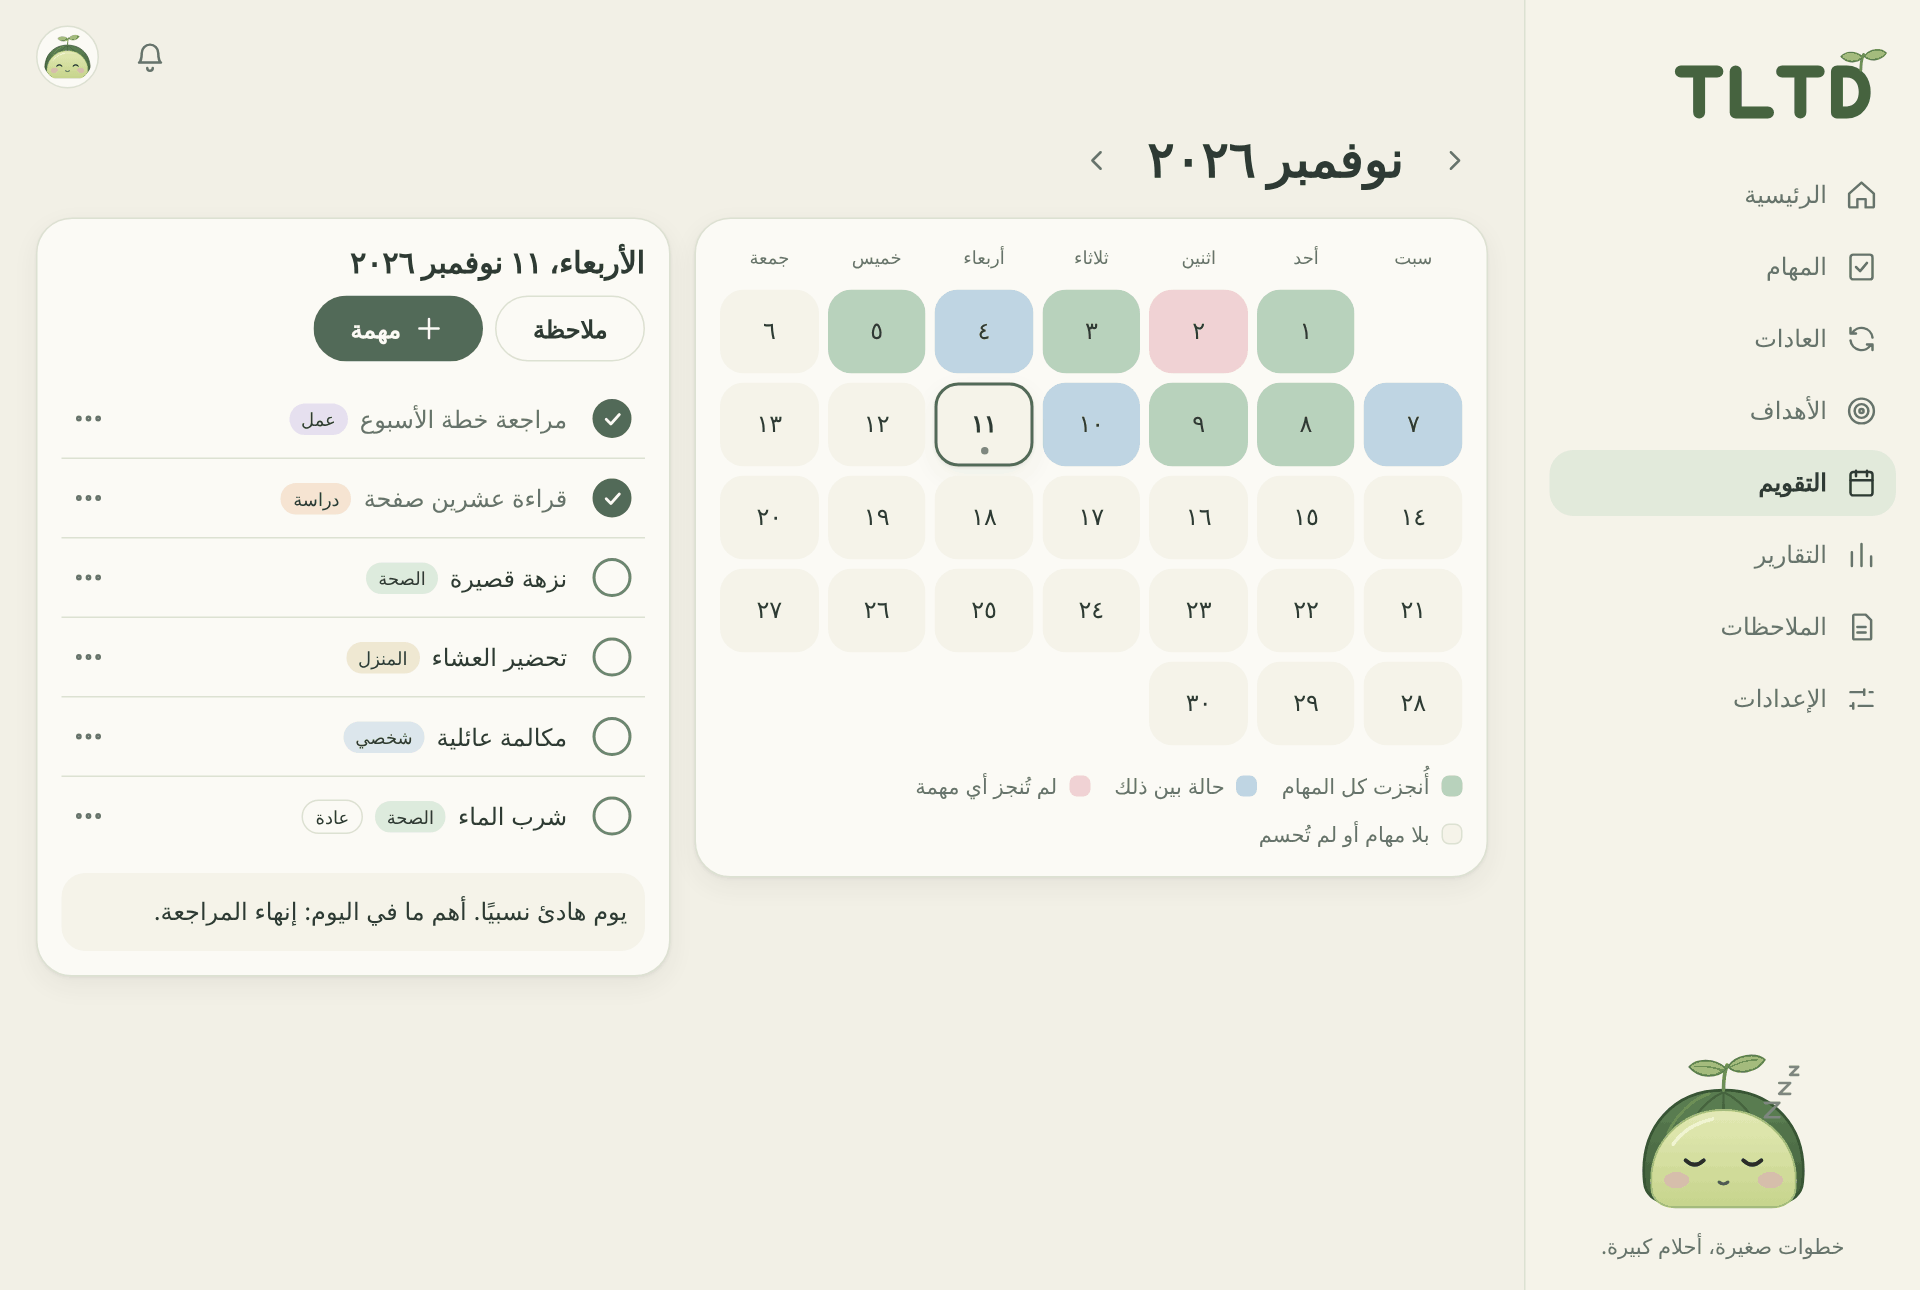 TLTD
الرئيسية
المهام
العادات
الأهداف
التقويم
التقارير
الملاحظات
الإعدادات
z
z
z
خطوات صغيرة، أحلام كبيرة.
نوفمبر ٢٠٢٦
سبت أحد اثنين ثلاثاء أربعاء خميس جمعة
١ ٢ ٣ ٤ ٥ ٦
٧ ٨ ٩ ١٠ ١١ ١٢ ١٣
١٤ ١٥ ١٦ ١٧ ١٨ ١٩ ٢٠
٢١ ٢٢ ٢٣ ٢٤ ٢٥ ٢٦ ٢٧
٢٨ ٢٩ ٣٠
أُنجزت كل المهام حالة بين ذلك لم تُنجز أي مهمة
بلا مهام أو لم تُحسم
الأربعاء، ١١ نوفمبر ٢٠٢٦
ملاحظة مهمة
مراجعة خطة الأسبوع عمل
قراءة عشرين صفحة دراسة
نزهة قصيرة الصحة
تحضير العشاء المنزل
مكالمة عائلية شخصي
شرب الماء الصحة عادة
يوم هادئ نسبيًا. أهم ما في اليوم: إنهاء المراجعة.